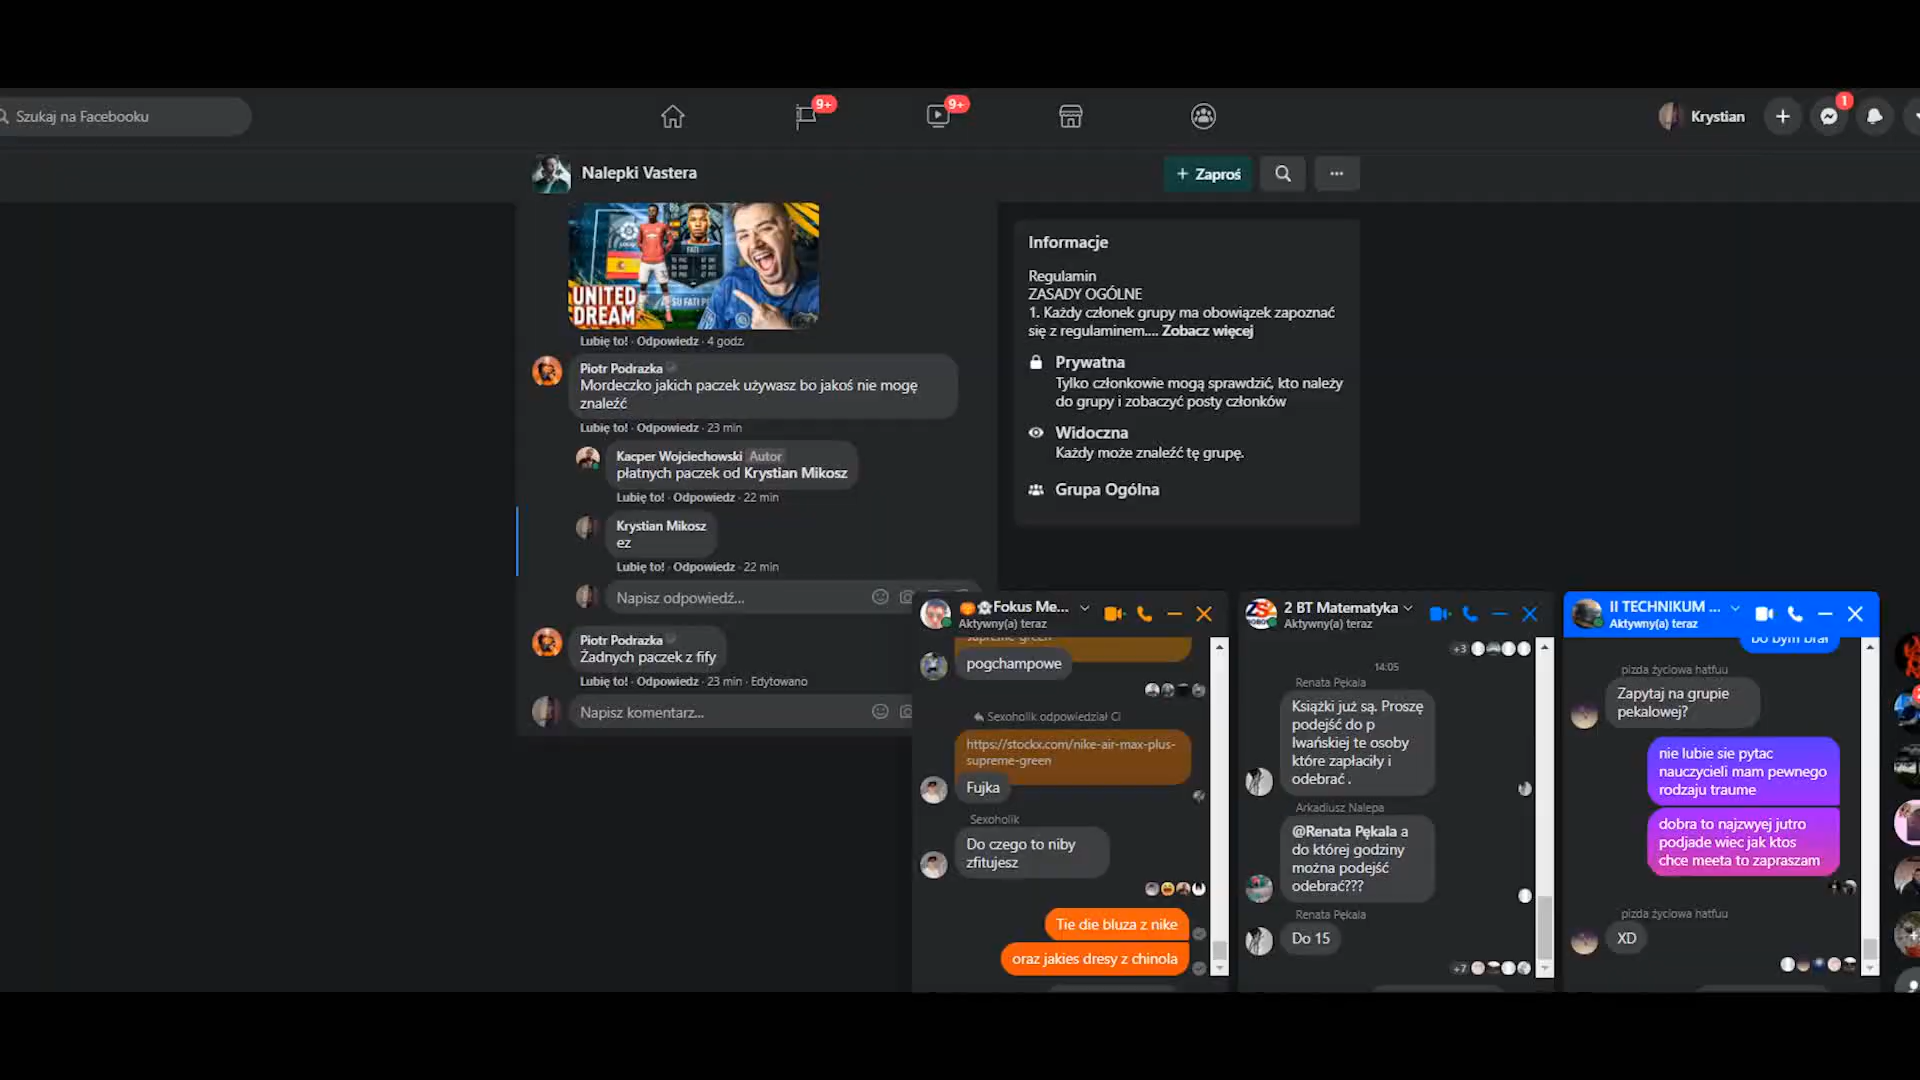 Szukaj na Facebooku
9+
9+
Krystian
1
Nalepki Vastera
+ Zaproś
UNITED
DREAM
86
FATI
SU FATI
Lubię to! · Odpowiedz · 4 godz.
Piotr Podrazka
Mordeczko jakich paczek używasz bo jakoś nie mogę
znaleźć
Lubię to! · Odpowiedz · 23 min
Kacper Wojciechowski Autor
płatnych paczek od Krystian Mikosz
Lubię to! · Odpowiedz · 22 min
Krystian Mikosz
ez
Lubię to! · Odpowiedz · 22 min
Napisz odpowiedź...
Piotr Podrazka
Żadnych paczek z fify
Lubię to! · Odpowiedz · 23 min · Edytowano
Napisz komentarz...
Informacje
Regulamin
ZASADY OGÓLNE
1. Każdy członek grupy ma obowiązek zapoznać
się z regulaminem.... Zobacz więcej
Prywatna
Tylko członkowie mogą sprawdzić, kto należy
do grupy i zobaczyć posty członków
Widoczna
Każdy może znaleźć tę grupę.
Grupa Ogólna
Fokus Me...
Aktywny(a) teraz
supreme-green
pogchampowe
Sexoholik odpowiedział Ci
https://stockx.com/nike-air-max-plus-
supreme-green
Fujka
Sexoholik
Do czego to niby
zfitujesz
Tie die bluza z nike
oraz jakies dresy z chinola
2 BT Matematyka
Aktywny(a) teraz
+3
14:05
Renata Pękala
Książki już są. Proszę
podejść do p
Iwańskiej te osoby
które zapłaciły i
odebrać .
Arkadiusz Nalepa
@Renata Pękala a
do której godziny
można podejść
odebrać???
Renata Pękala
Do 15
+7
II TECHNIKUM ...
Aktywny(a) teraz
bo bym brał
pizda życiowa hatfuu
Zapytaj na grupie
pekalowej?
nie lubie sie pytac
nauczycieli mam pewnego
rodzaju traume
dobra to najzwyej jutro
podjade wiec jak ktos
chce meeta to zapraszam
pizda życiowa hatfuu
XD